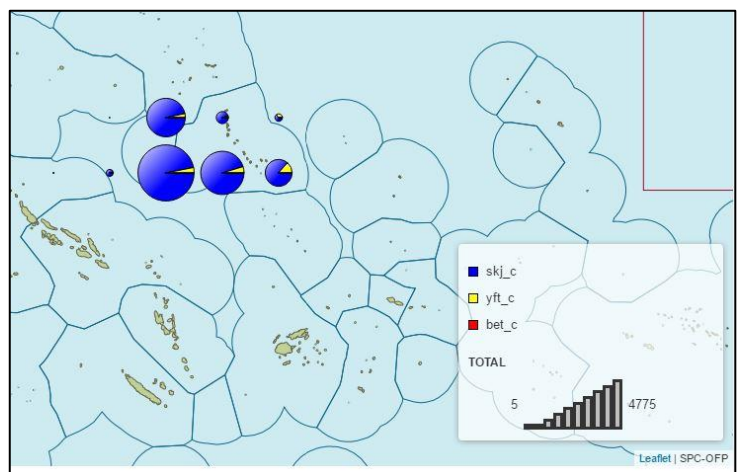 skj_c
yft_c
bet_c
TOTAL
5 4775
Leaflet | SPC-OFP